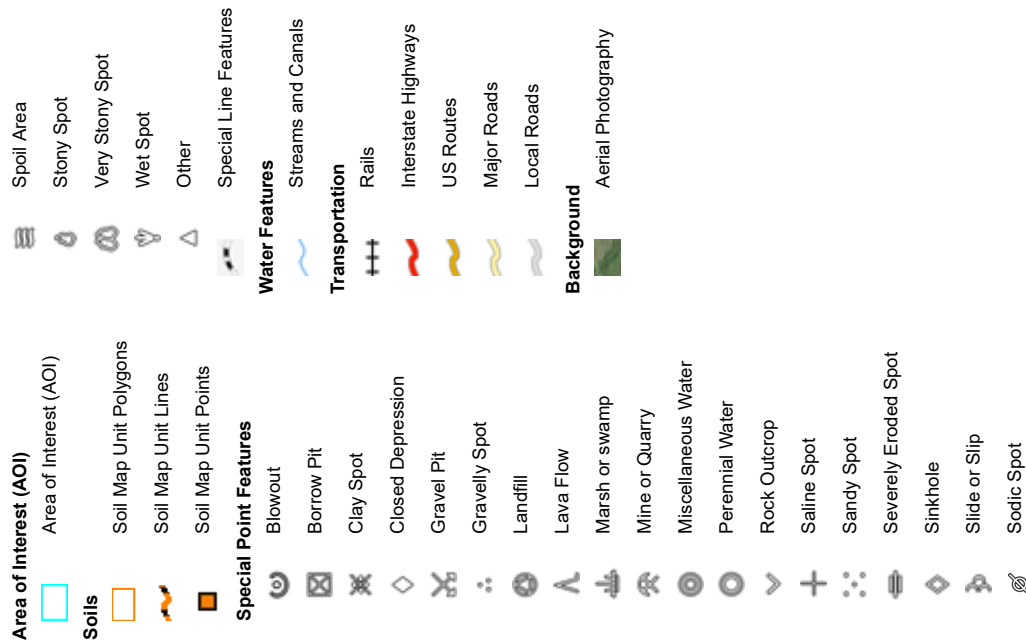 Area of Interest (AOI)
Area of Interest (AOI)
Soils
Soil Map Unit Polygons
Soil Map Unit Lines
Soil Map Unit Points
Special Point Features
Blowout
Borrow Pit
Clay Spot
Closed Depression
Gravel Pit
Gravelly Spot
Landfill
Lava Flow
Marsh or swamp
Mine or Quarry
Miscellaneous Water
Perennial Water
Rock Outcrop
Saline Spot
Sandy Spot
Severely Eroded Spot
Sinkhole
Slide or Slip
Sodic Spot
Spoil Area
Stony Spot
Very Stony Spot
Wet Spot
Other
Special Line Features
Water Features
Streams and Canals
Transportation
Rails
Interstate Highways
US Routes
Major Roads
Local Roads
Background
Aerial Photography